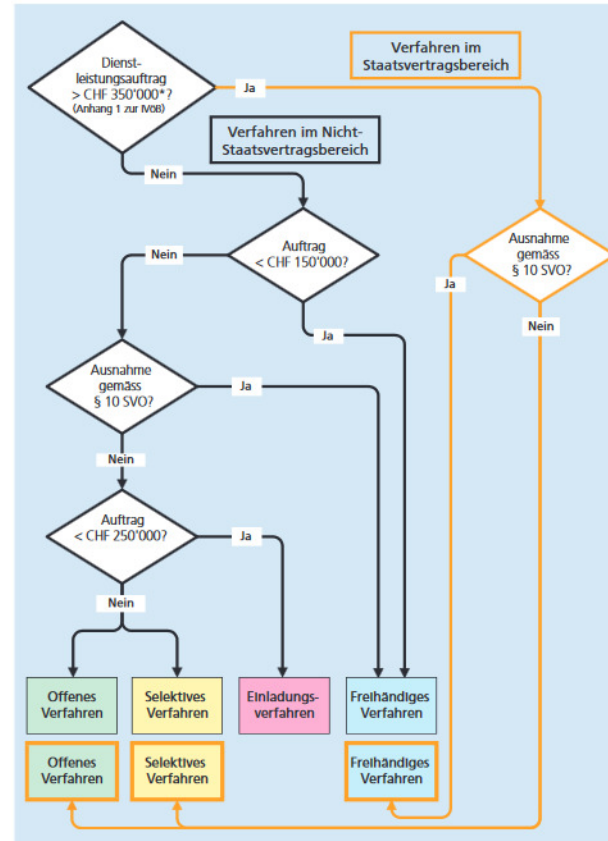 Dienst-
leistungsauftrag
> CHF 350'000*?
(Anhang 1 zur IVöB)
Ja
Verfahren im
Staatsvertragsbereich
Verfahren im Nicht-
Staatsvertragsbereich
Nein
Auftrag
< CHF 150'000?
Nein
Ja
Ausnahme
gemäss
§ 10 SVO?
Ja
Nein
Ausnahme
gemäss
§ 10 SVO?
Ja
Nein
Auftrag
< CHF 250'000?
Ja
Nein
Offenes
Verfahren
Selektives
Verfahren
Einladungs-
verfahren
Freihändiges
Verfahren
Offenes
Verfahren
Selektives
Verfahren
Freihändiges
Verfahren